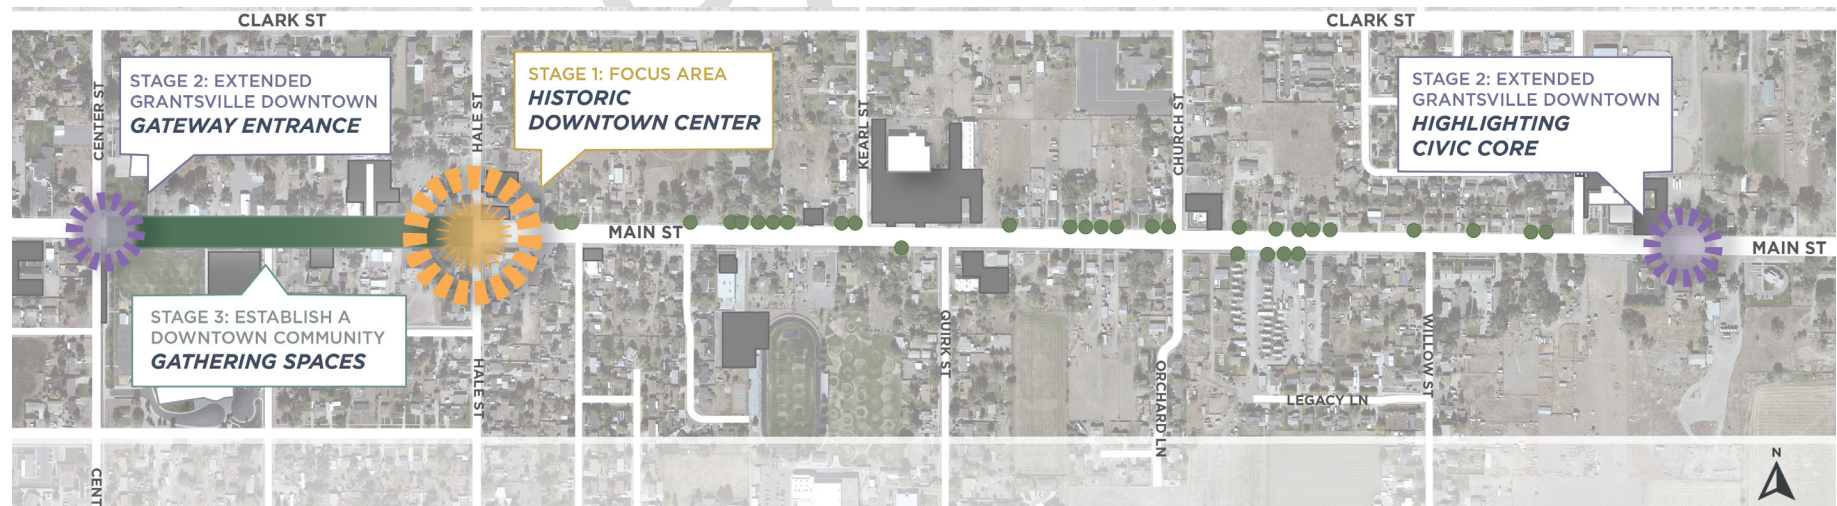 CLARK ST
CLARK ST
CENTER ST
STAGE 2: EXTENDED
GRANTSVILLE DOWNTOWN
GATEWAY ENTRANCE
HALE ST
STAGE 1: FOCUS AREA
HISTORIC
DOWNTOWN CENTER
KEARL ST
CHURCH ST
STAGE 2: EXTENDED
GRANTSVILLE DOWNTOWN
HIGHLIGHTING
CIVIC CORE
MAIN ST
MAIN ST
STAGE 3: ESTABLISH A
DOWNTOWN COMMUNITY
GATHERING SPACES
HALE ST
QUIRK ST
ORCHARD LN
LEGACY LN
WILLOW ST
CENT
N